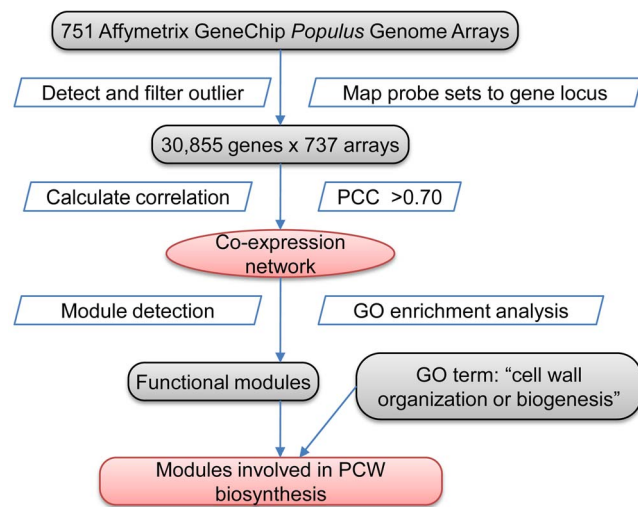 751 Affymetrix GeneChip Populus Genome Arrays
Detect and filter outlier
Map probe sets to gene locus
30,855 genes x 737 arrays
Calculate correlation
PCC >0.70
Co-expression
network
Module detection
GO enrichment analysis
Functional modules
GO term: “cell wall
organization or biogenesis”
Modules involved in PCW
biosynthesis